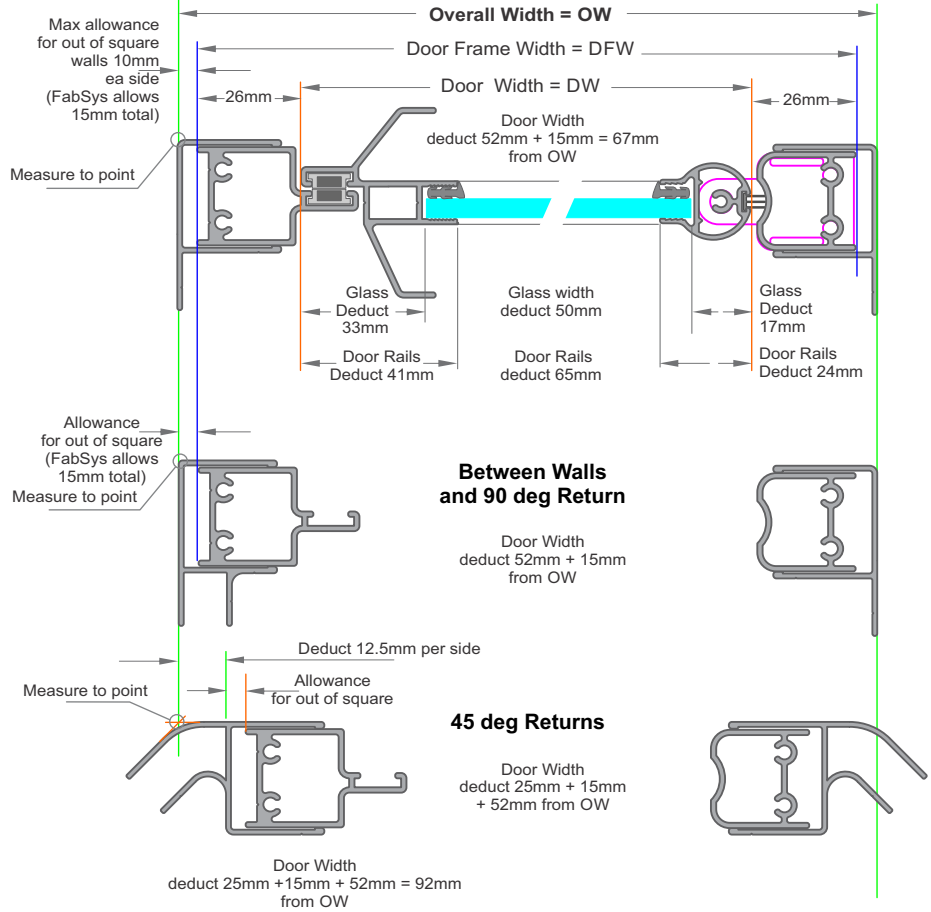 Overall Width = OW
Max allowance
for out of square
walls 10mm
ea side
(FabSys allows
15mm total)
Door Frame Width = DFW
26mm
Door Width = DW
26mm
Door Width
deduct 52mm + 15mm = 67mm
from OW
Measure to point
Glass
Deduct
33mm
Glass width
deduct 50mm
Glass
Deduct
17mm
Door Rails
Deduct 41mm
Door Rails
deduct 65mm
Door Rails
Deduct 24mm
Allowance
for out of square
(FabSys allows
15mm total)
Measure to point
Between Walls
and 90 deg Return
Door Width
deduct 52mm + 15mm
from OW
Deduct 12.5mm per side
Measure to point
Allowance
for out of square
45 deg Returns
Door Width
deduct 25mm + 15mm
+ 52mm from OW
Door Width
deduct 25mm +15mm + 52mm = 92mm
from OW